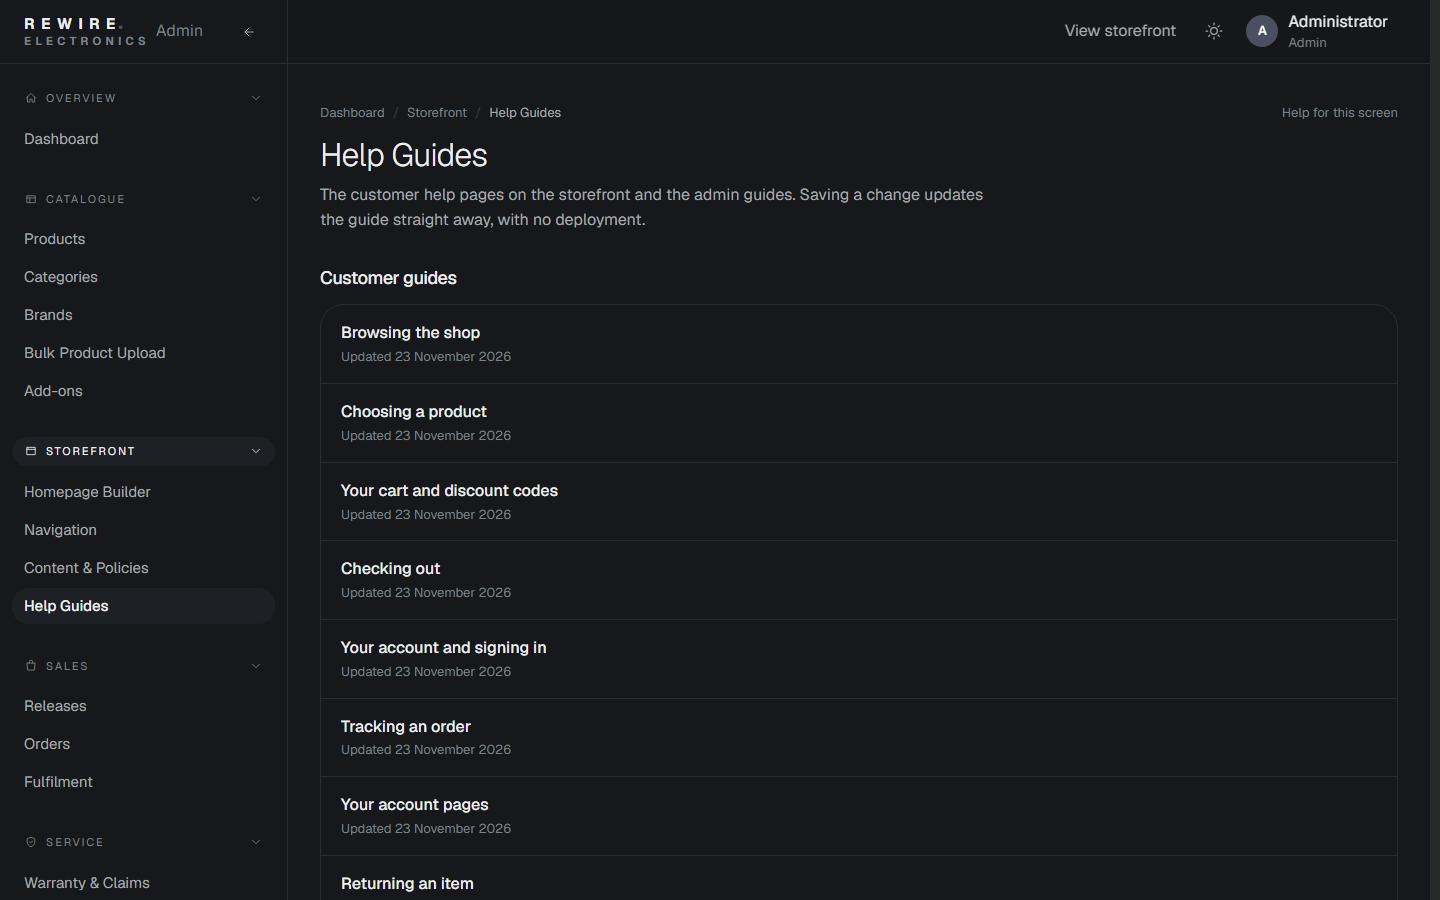 REWIRE.
ELECTRONICS
Admin
View storefront
A
Administrator
Admin
OVERVIEW
Dashboard
CATALOGUE
Products
Categories
Brands
Bulk Product Upload
Add-ons
STOREFRONT
Homepage Builder
Navigation
Content & Policies
Help Guides
SALES
Releases
Orders
Fulfilment
SERVICE
Warranty & Claims
Dashboard / Storefront / Help Guides
Help for this screen
Help Guides
The customer help pages on the storefront and the admin guides. Saving a change updates
the guide straight away, with no deployment.
Customer guides
Browsing the shop
Updated 23 November 2026
Choosing a product
Updated 23 November 2026
Your cart and discount codes
Updated 23 November 2026
Checking out
Updated 23 November 2026
Your account and signing in
Updated 23 November 2026
Tracking an order
Updated 23 November 2026
Your account pages
Updated 23 November 2026
Returning an item